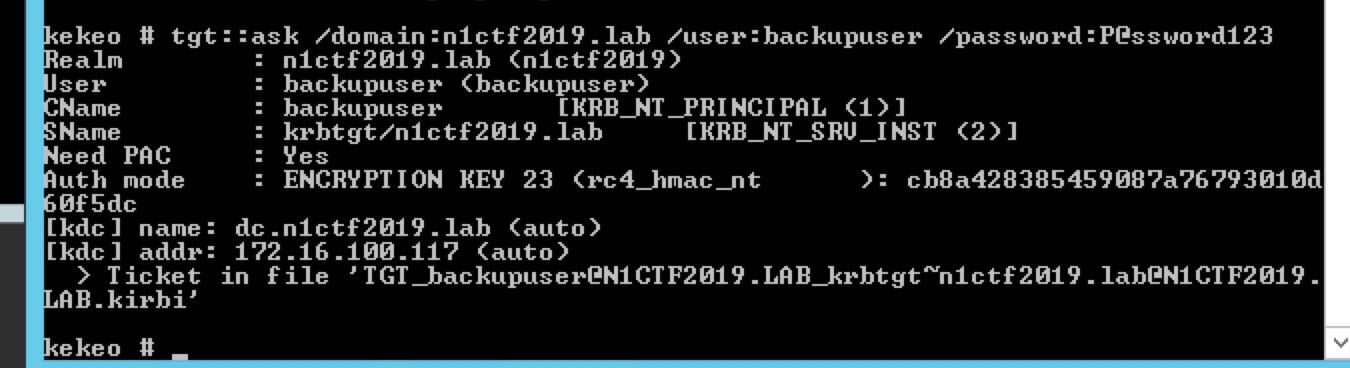 kekeo # tgt::ask /domain:n1ctf2019.lab /user:backupuser /password:P@ssword123
Realm        : n1ctf2019.lab (n1ctf2019)
User         : backupuser (backupuser)
CName        : backupuser       [KRB_NT_PRINCIPAL (1)]
SName        : krbtgt/n1ctf2019.lab     [KRB_NT_SRV_INST (2)]
Need PAC     : Yes
Auth mode    : ENCRYPTION KEY 23 (rc4_hmac_nt      ): cb8a428385459087a76793010d
60f5dc
[kdc] name: dc.n1ctf2019.lab (auto)
[kdc] addr: 172.16.100.117 (auto)
  > Ticket in file 'TGT_backupuser@N1CTF2019.LAB_krbtgt~n1ctf2019.lab@N1CTF2019.
LAB.kirbi'
kekeo # _